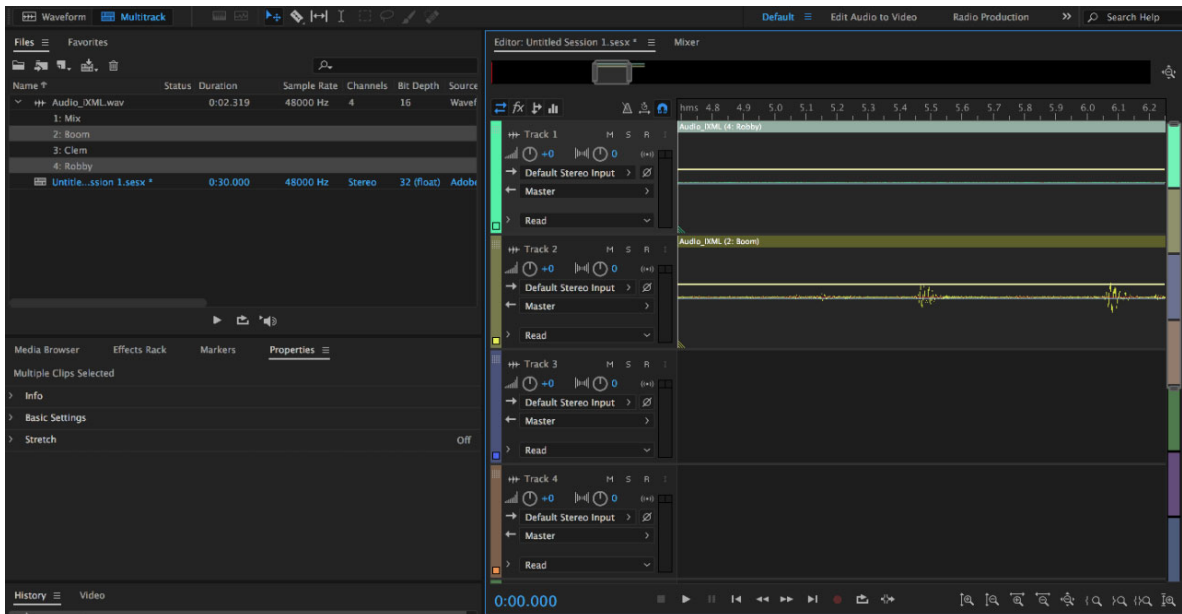 Waveform Multitrack Default Edit Audio to Video Radio Production >> Search Help
Files Favorites
Name Status Duration Sample Rate Channels Bit Depth Source
Audio_iXML.wav 0:02.319 48000 Hz 4 16 Wavef
1: Mix
2: Boom
3: Clem
4: Robby
Untitle...ssion 1.sesx * 0:30.000 48000 Hz Stereo 32 (float) Adobe
Media Browser Effects Rack Markers Properties
Multiple Clips Selected
Info
Basic Settings
Stretch Off
History Video
Editor: Untitled Session 1.sesx * Mixer
fx
hms 4.8 4.9 5.0 5.1 5.2 5.3 5.4 5.5 5.6 5.7 5.8 5.9 6.0 6.1 6.2
Track 1 M S R I
Audio_IXML (4: Robby)
+0 0
Default Stereo Input
Master
Read
Track 2 M S R I
Audio_IXML (2: Boom)
+0 0
Default Stereo Input
Master
Read
Track 3 M S R I
+0 0
Default Stereo Input
Master
Read
Track 4 M S R I
+0 0
Default Stereo Input
Master
Read
0:00.000